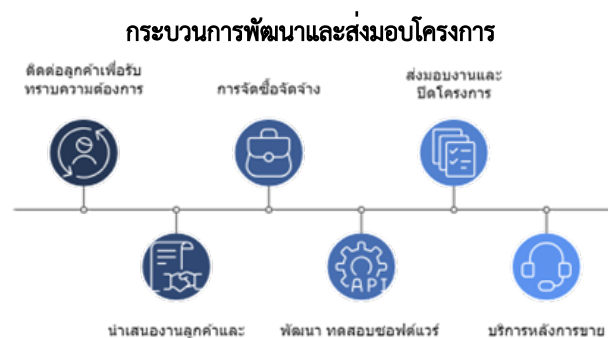 กระบวนการพัฒนาและส่งมอบโครงการ
ติดต่อลูกค้าเพื่อรับ
ทราบความต้องการ
การจัดซื้อจัดจ้าง
ส่งมอบงานและ
ปิดโครงการ
API
นำเสนองานลูกค้าและ
พัฒนา ทดสอบซอฟต์แวร์
บริการหลังการขาย